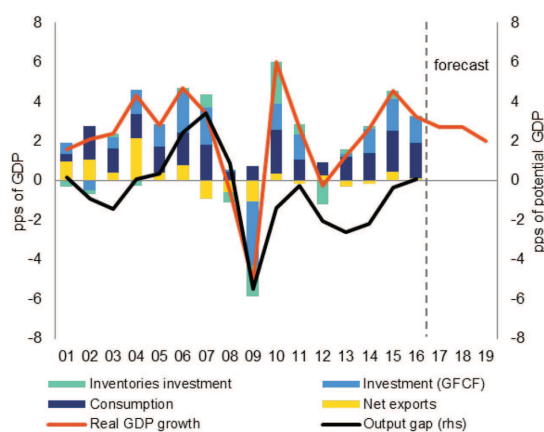 8 8
forecast
6 6
4 4
2 2
0 0
-2 -2
-4 -4
-6 -6
-8 -8
pps of GDP
pps of potential GDP
01 02 03 04 05 06 07 08 09 10 11 12 13 14 15 16 17 18 19
Inventories investment Investment (GFCF)
Consumption Net exports
Real GDP growth Output gap (rhs)